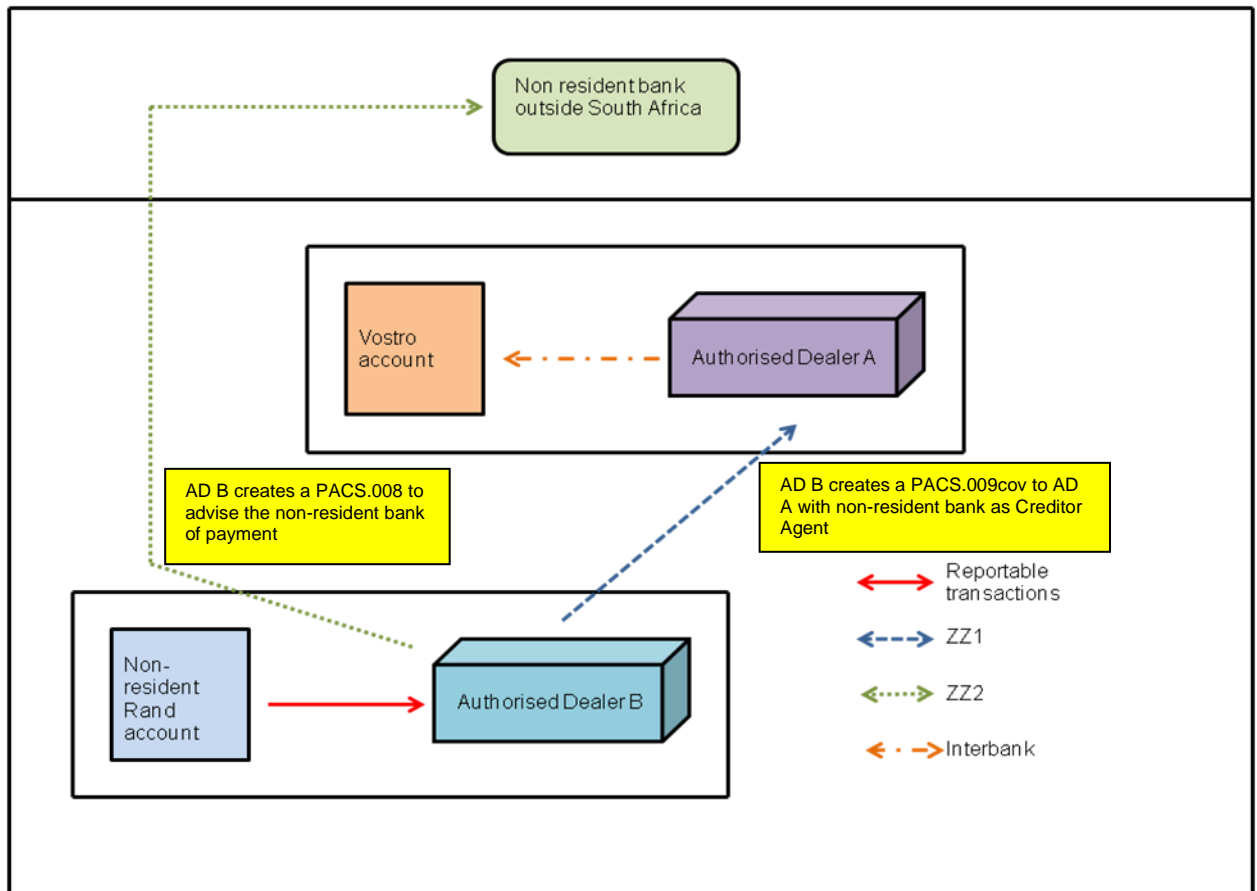 Non resident bank
outside South Africa
Vostro
account
Authorised Dealer A
AD B creates a PACS.008 to
advise the non-resident bank
of payment
AD B creates a PACS.009cov to AD
A with non-resident bank as Creditor
Agent
Reportable
transactions
ZZ1
ZZ2
Interbank
Non-
resident
Rand
account
Authorised Dealer B